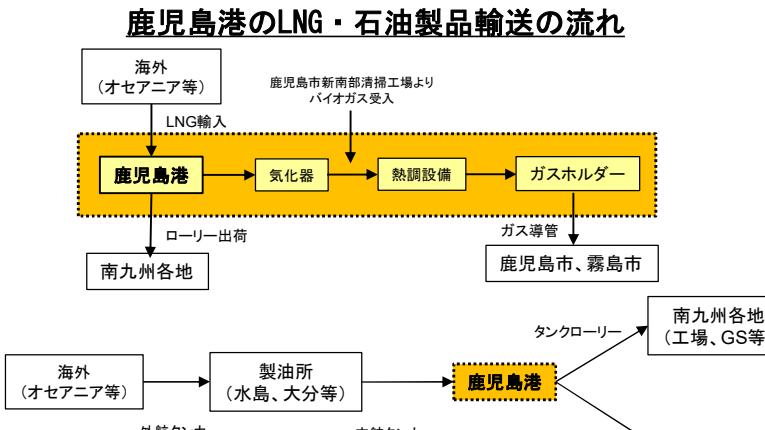 鹿児島港のLNG・石油製品輸送の流れ
海外
（オセアニア等）
鹿児島市新南部清掃工場より
バイオガス受入
LNG輸入
鹿児島港
気化器
熱調設備
ガスホルダー
ローリー出荷
ガス導管
南九州各地
鹿児島市、霧島市
南九州各地
（工場、GS等
タンクローリー
海外
（オセアニア等）
製油所
（水島、大分等）
鹿児島港